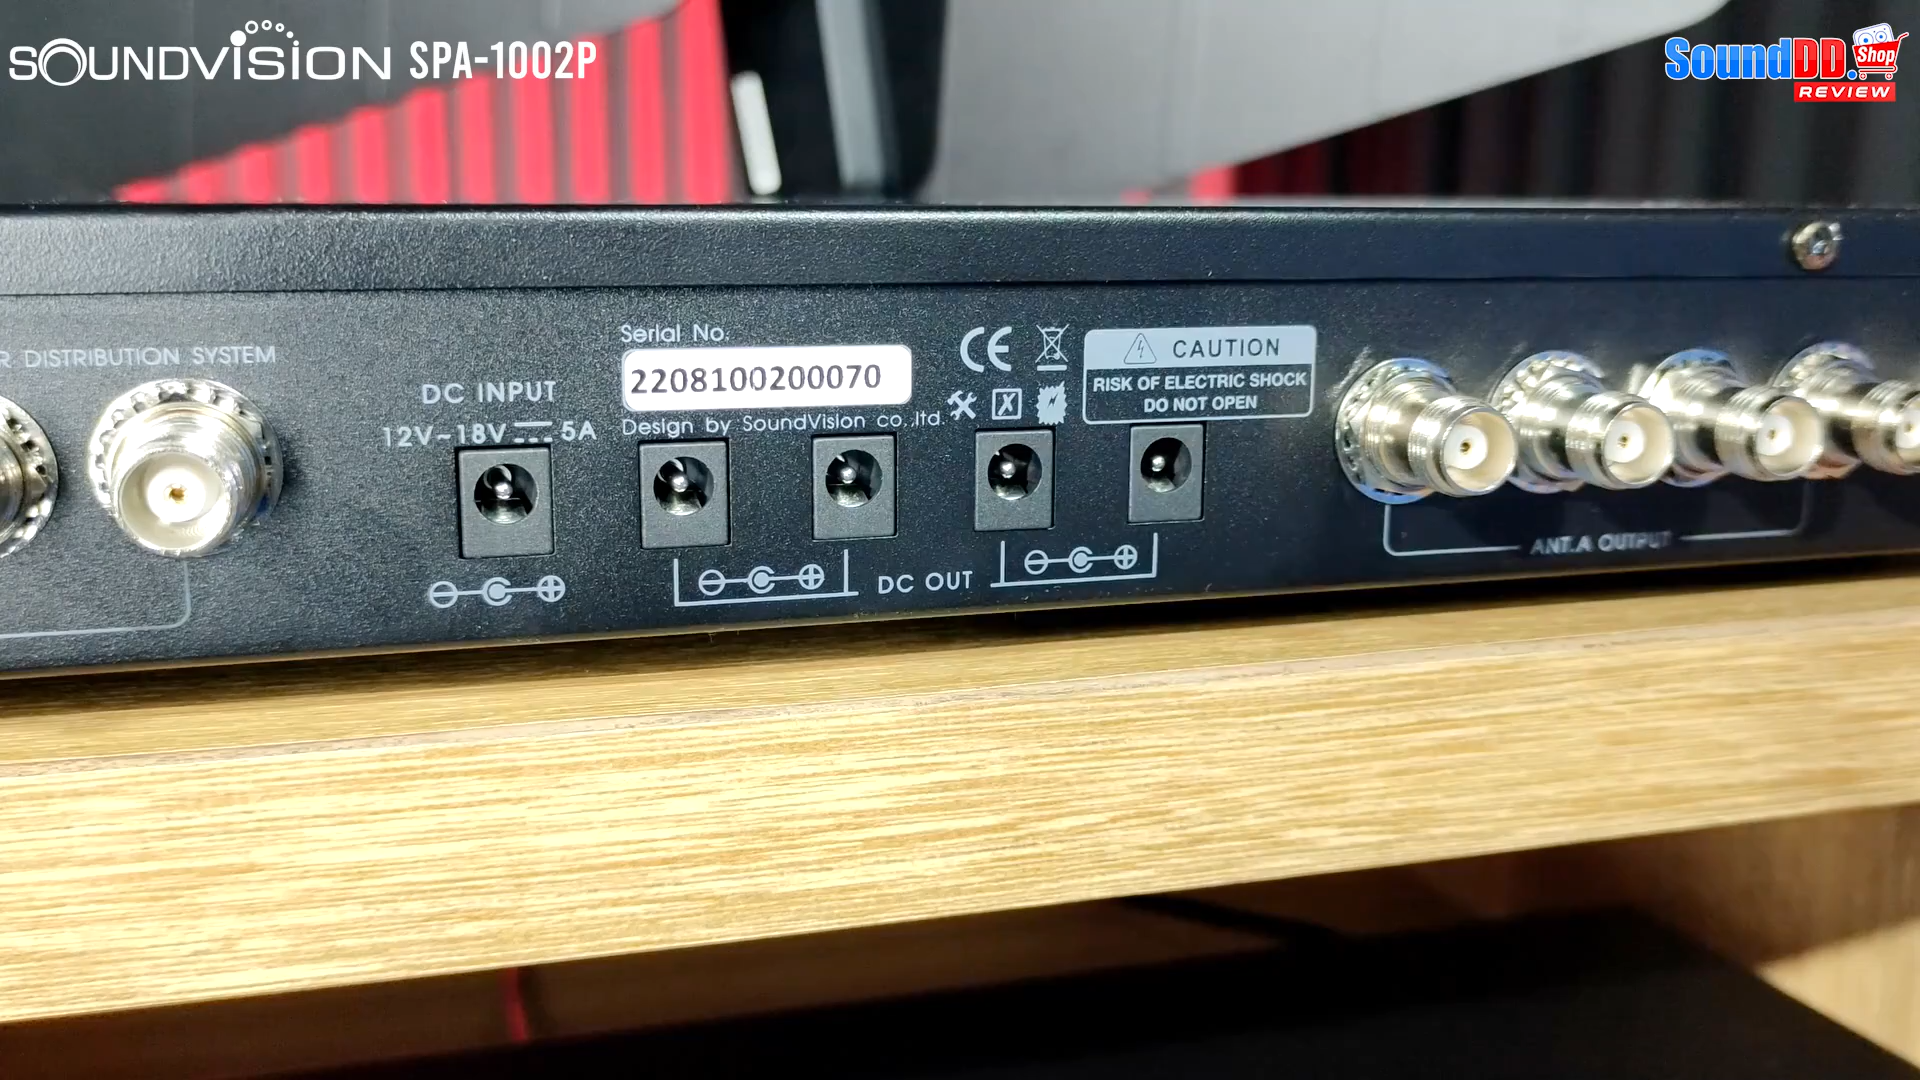 SOUNDVISION SPA-1002P
SoundDD.Shop
REVIEW
R DISTRIBUTION SYSTEM
DC INPUT
12V~18V 5A
Serial No.
2208100200070
Design by SoundVision co.,ltd.
CE
CAUTION
RISK OF ELECTRIC SHOCK
DO NOT OPEN
DC OUT
ANT.A OUTPUT